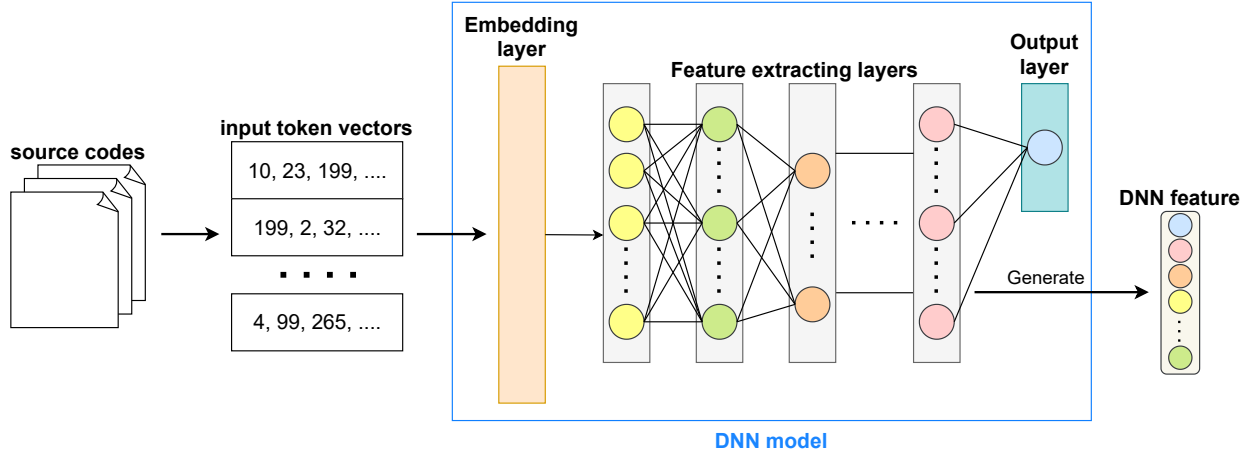 Embedding
layer
Output
layer
Feature extracting layers
input token vectors
source codes
10, 23, 199, ....
199, 2, 32, ....
. . . .
4, 99, 265, ....
DNN feature
Generate
DNN model